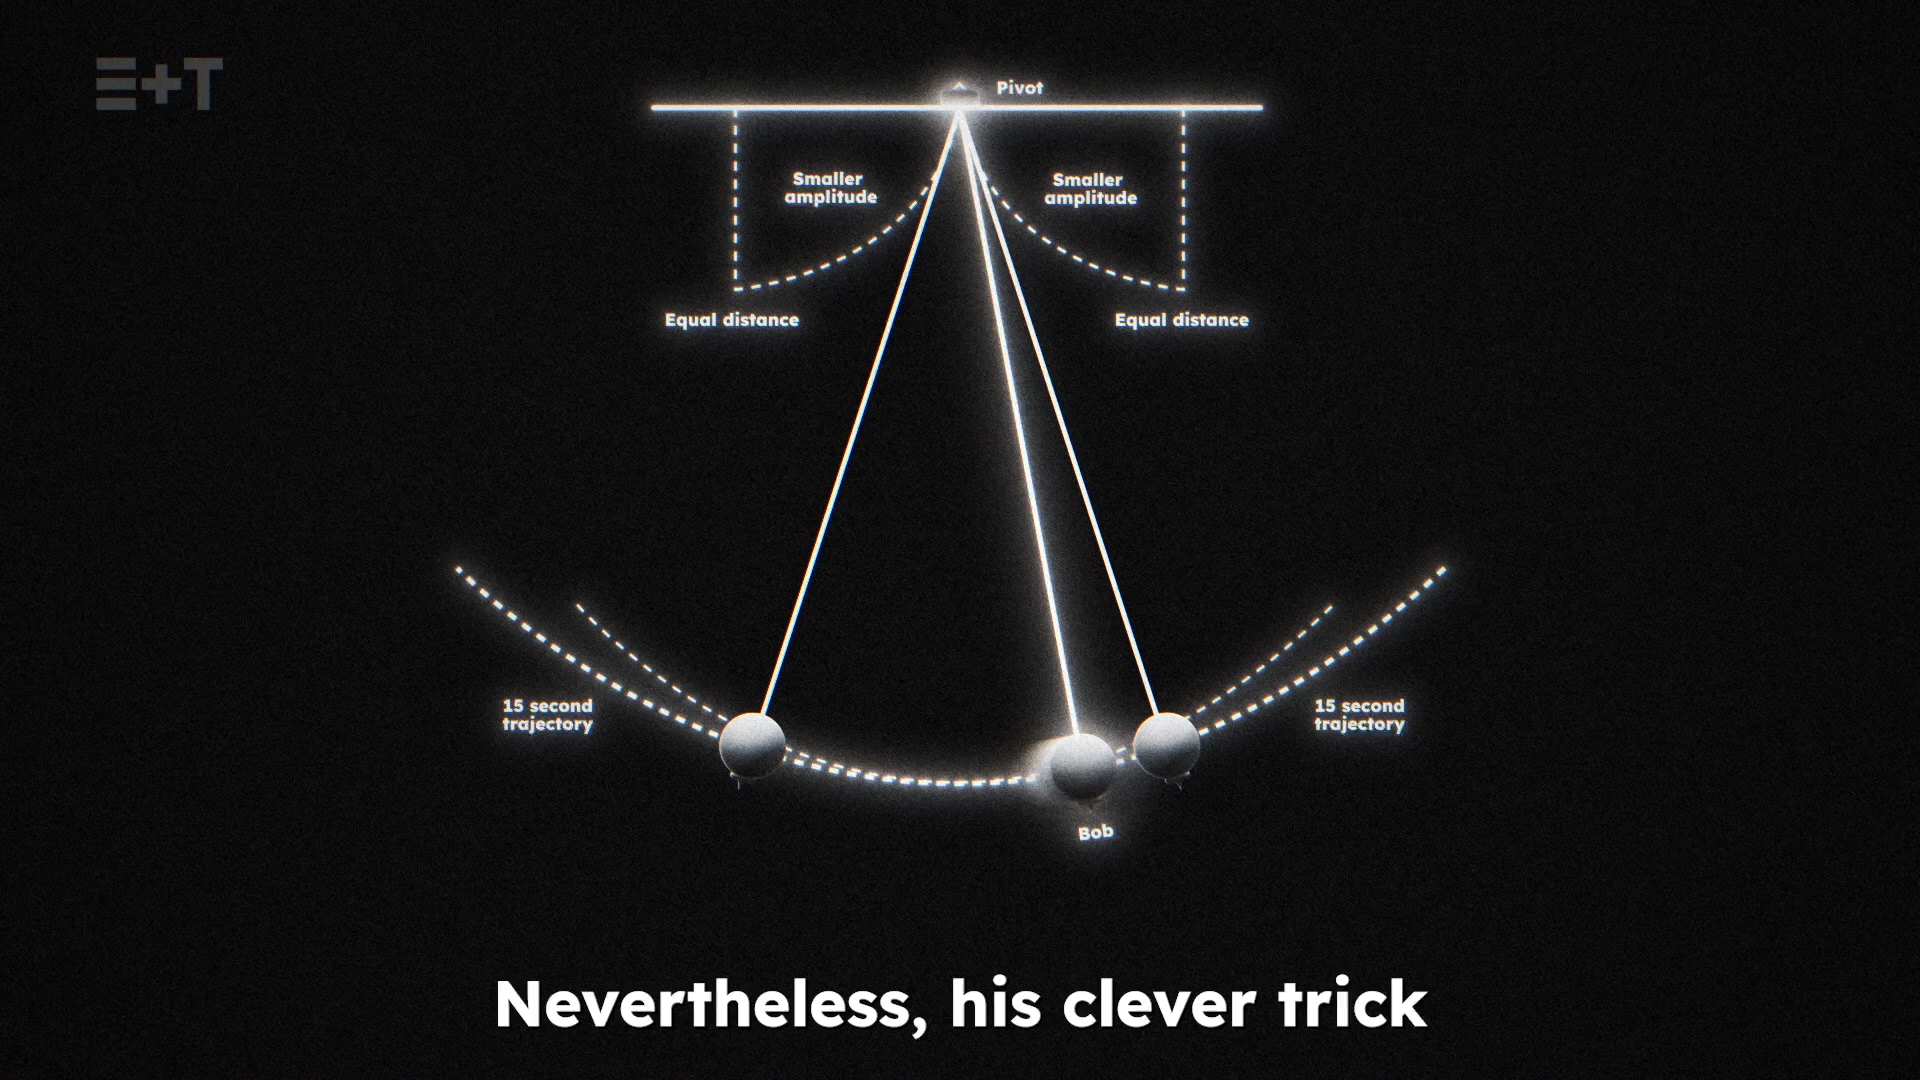 E+T
Pivot
Smaller
amplitude
Smaller
amplitude
Equal distance
Equal distance
15 second
trajectory
15 second
trajectory
Bob
Nevertheless, his clever trick